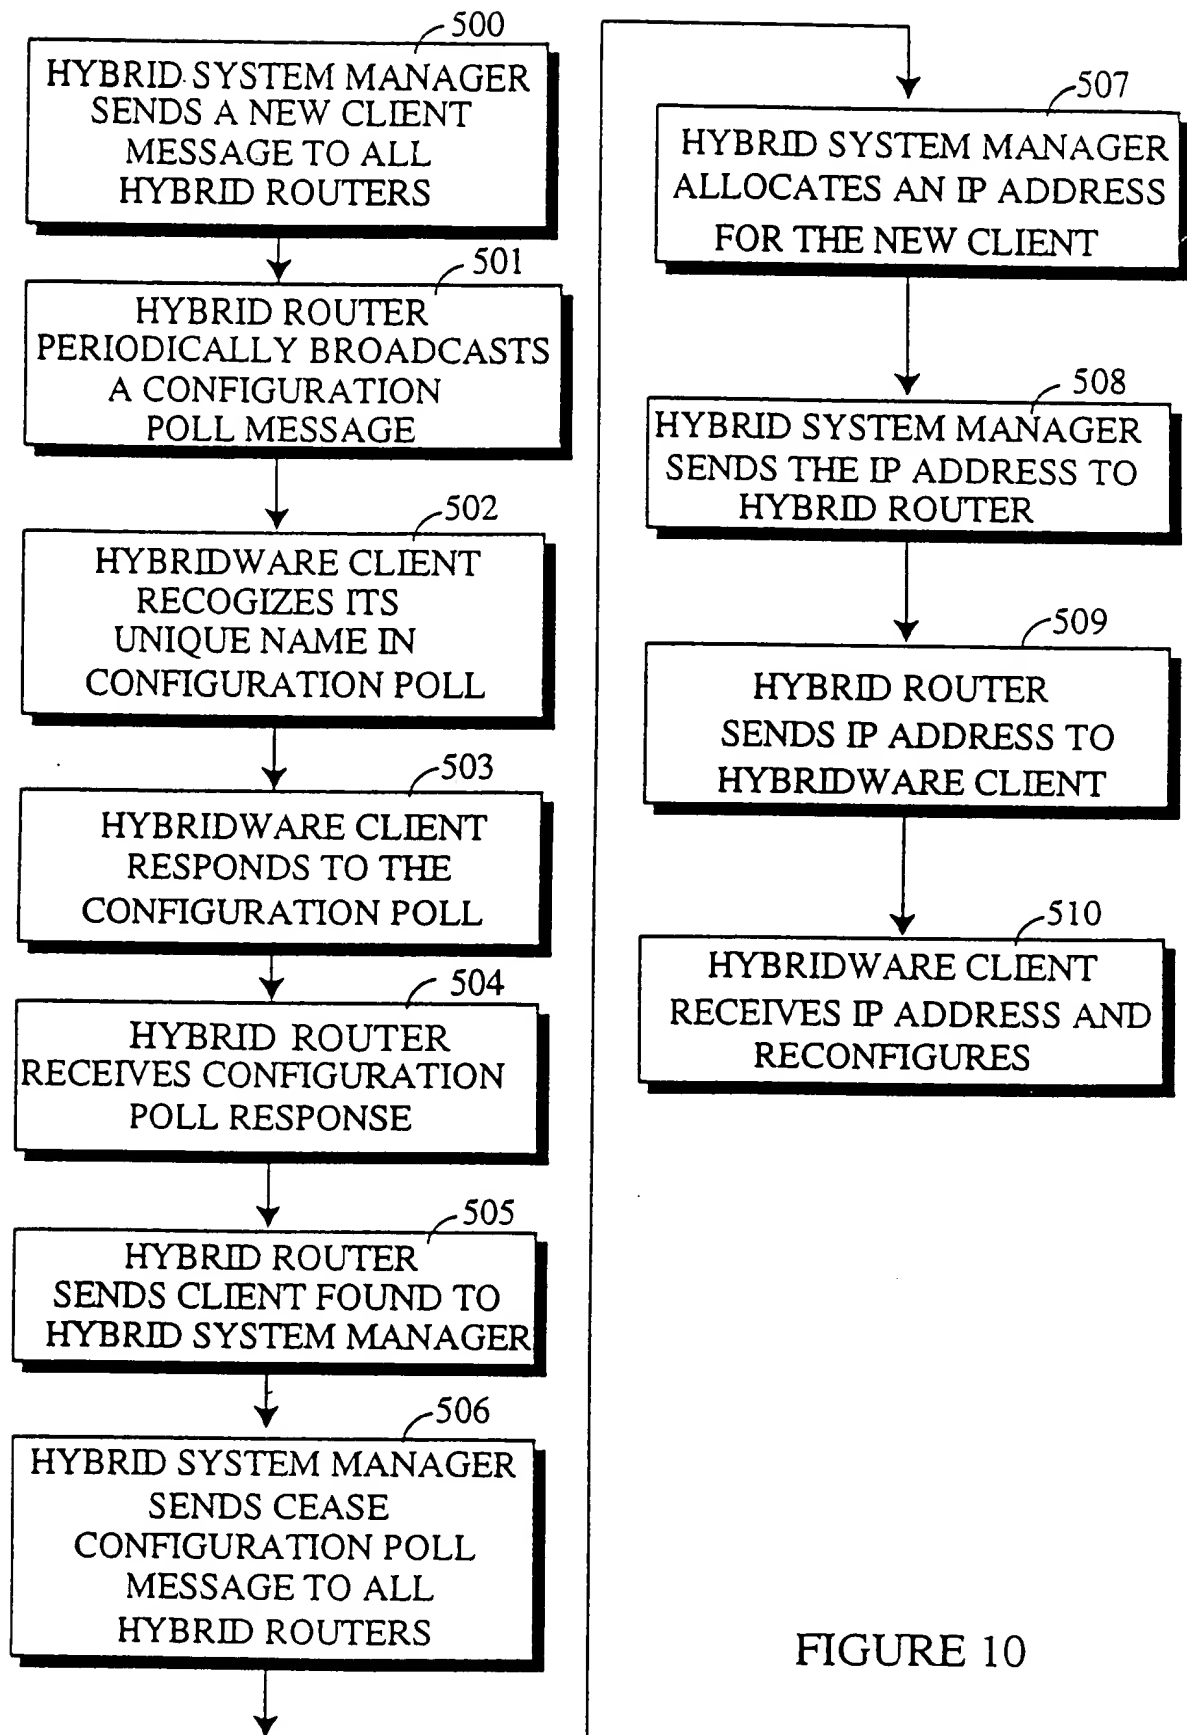 500
HYBRID SYSTEM MANAGER
SENDS A NEW CLIENT
MESSAGE TO ALL
HYBRID ROUTERS
501
HYBRID ROUTER
PERIODICALLY BROADCASTS
A CONFIGURATION
POLL MESSAGE
502
HYBRIDWARE CLIENT
RECOGIZES ITS
UNIQUE NAME IN
CONFIGURATION POLL
503
HYBRIDWARE CLIENT
RESPONDS TO THE
CONFIGURATION POLL
504
HYBRID ROUTER
RECEIVES CONFIGURATION
POLL RESPONSE
505
HYBRID ROUTER
SENDS CLIENT FOUND TO
HYBRID SYSTEM MANAGER
506
HYBRID SYSTEM MANAGER
SENDS CEASE
CONFIGURATION POLL
MESSAGE TO ALL
HYBRID ROUTERS
507
HYBRID SYSTEM MANAGER
ALLOCATES AN IP ADDRESS
FOR THE NEW CLIENT
508
HYBRID SYSTEM MANAGER
SENDS THE IP ADDRESS TO
HYBRID ROUTER
509
HYBRID ROUTER
SENDS IP ADDRESS TO
HYBRIDWARE CLIENT
510
HYBRIDWARE CLIENT
RECEIVES IP ADDRESS AND
RECONFIGURES
FIGURE 10